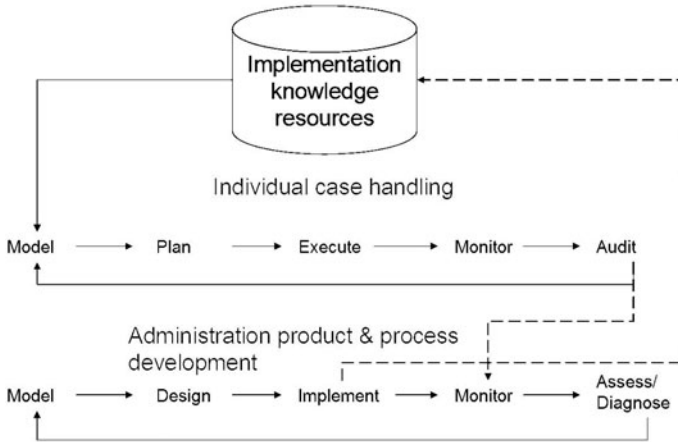 Implementation
knowledge
resources
Individual case handling
Model Plan Execute Monitor Audit
Administration product & process
development
Model Design Implement Monitor Assess/
Diagnose